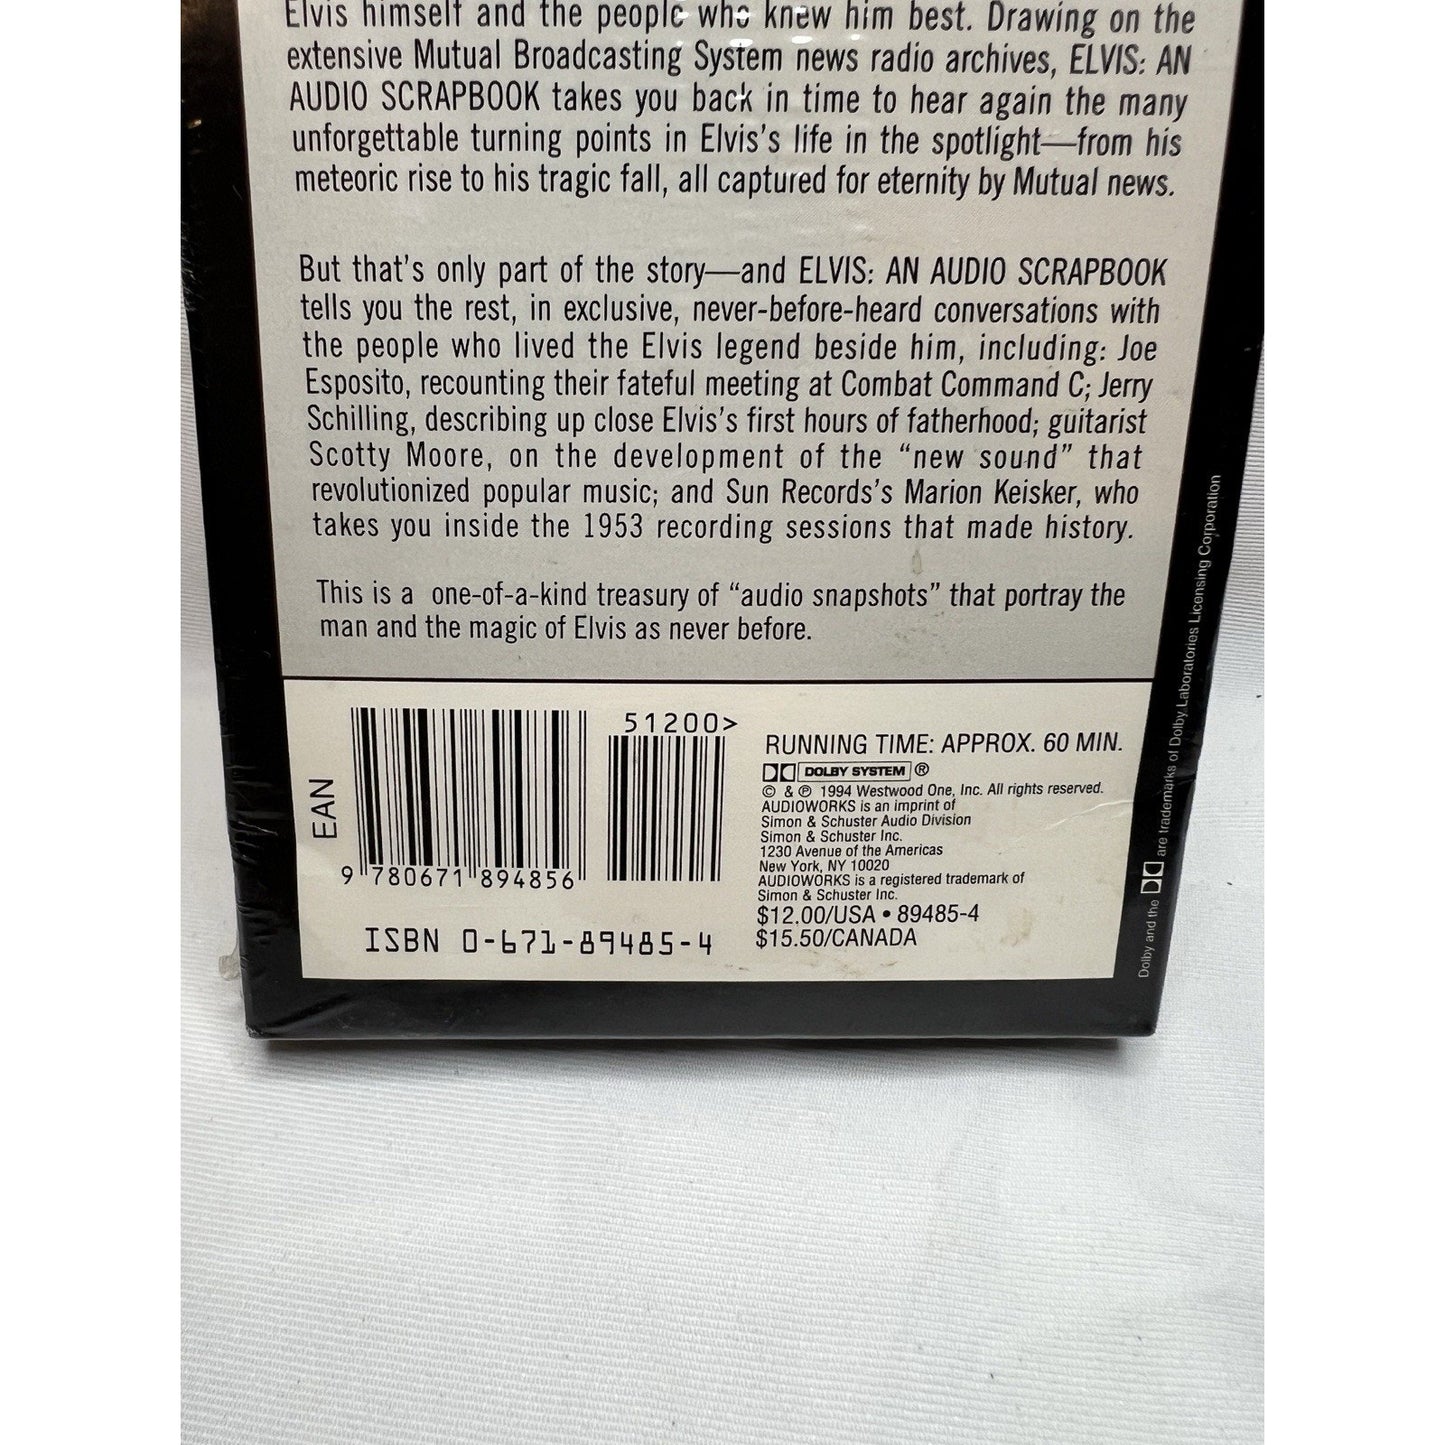 Elvis himself and the people who knew him best. Drawing on the
extensive Mutual Broadcasting System news radio archives, ELVIS: AN
AUDIO SCRAPBOOK takes you back in time to hear again the many
unforgettable turning points in Elvis's life in the spotlight—from his
meteoric rise to his tragic fall, all captured for eternity by Mutual news.
But that's only part of the story—and ELVIS: AN AUDIO SCRAPBOOK
tells you the rest, in exclusive, never-before-heard conversations with
the people who lived the Elvis legend beside him, including: Joe
Esposito, recounting their fateful meeting at Combat Command C; Jerry
Schilling, describing up close Elvis's first hours of fatherhood; guitarist
Scotty Moore, on the development of the "new sound" that
revolutionized popular music; and Sun Records's Marion Keisker, who
takes you inside the 1953 recording sessions that made history.
This is a one-of-a-kind treasury of "audio snapshots" that portray the
man and the magic of Elvis as never before.
EAN
51200>
9 780671 894856
ISBN 0-671-89485-4
RUNNING TIME: APPROX. 60 MIN.
DOLBY SYSTEM ®
© & ℗ 1994 Westwood One, Inc. All rights reserved.
AUDIOWORKS is an imprint of
Simon & Schuster Audio Division
Simon & Schuster Inc.
1230 Avenue of the Americas
New York, NY 10020
AUDIOWORKS is a registered trademark of
Simon & Schuster Inc.
$12.00/USA • 89485-4
$15.50/CANADA
Dolby and the are trademarks of Dolby Laboratories Licensing Corporation